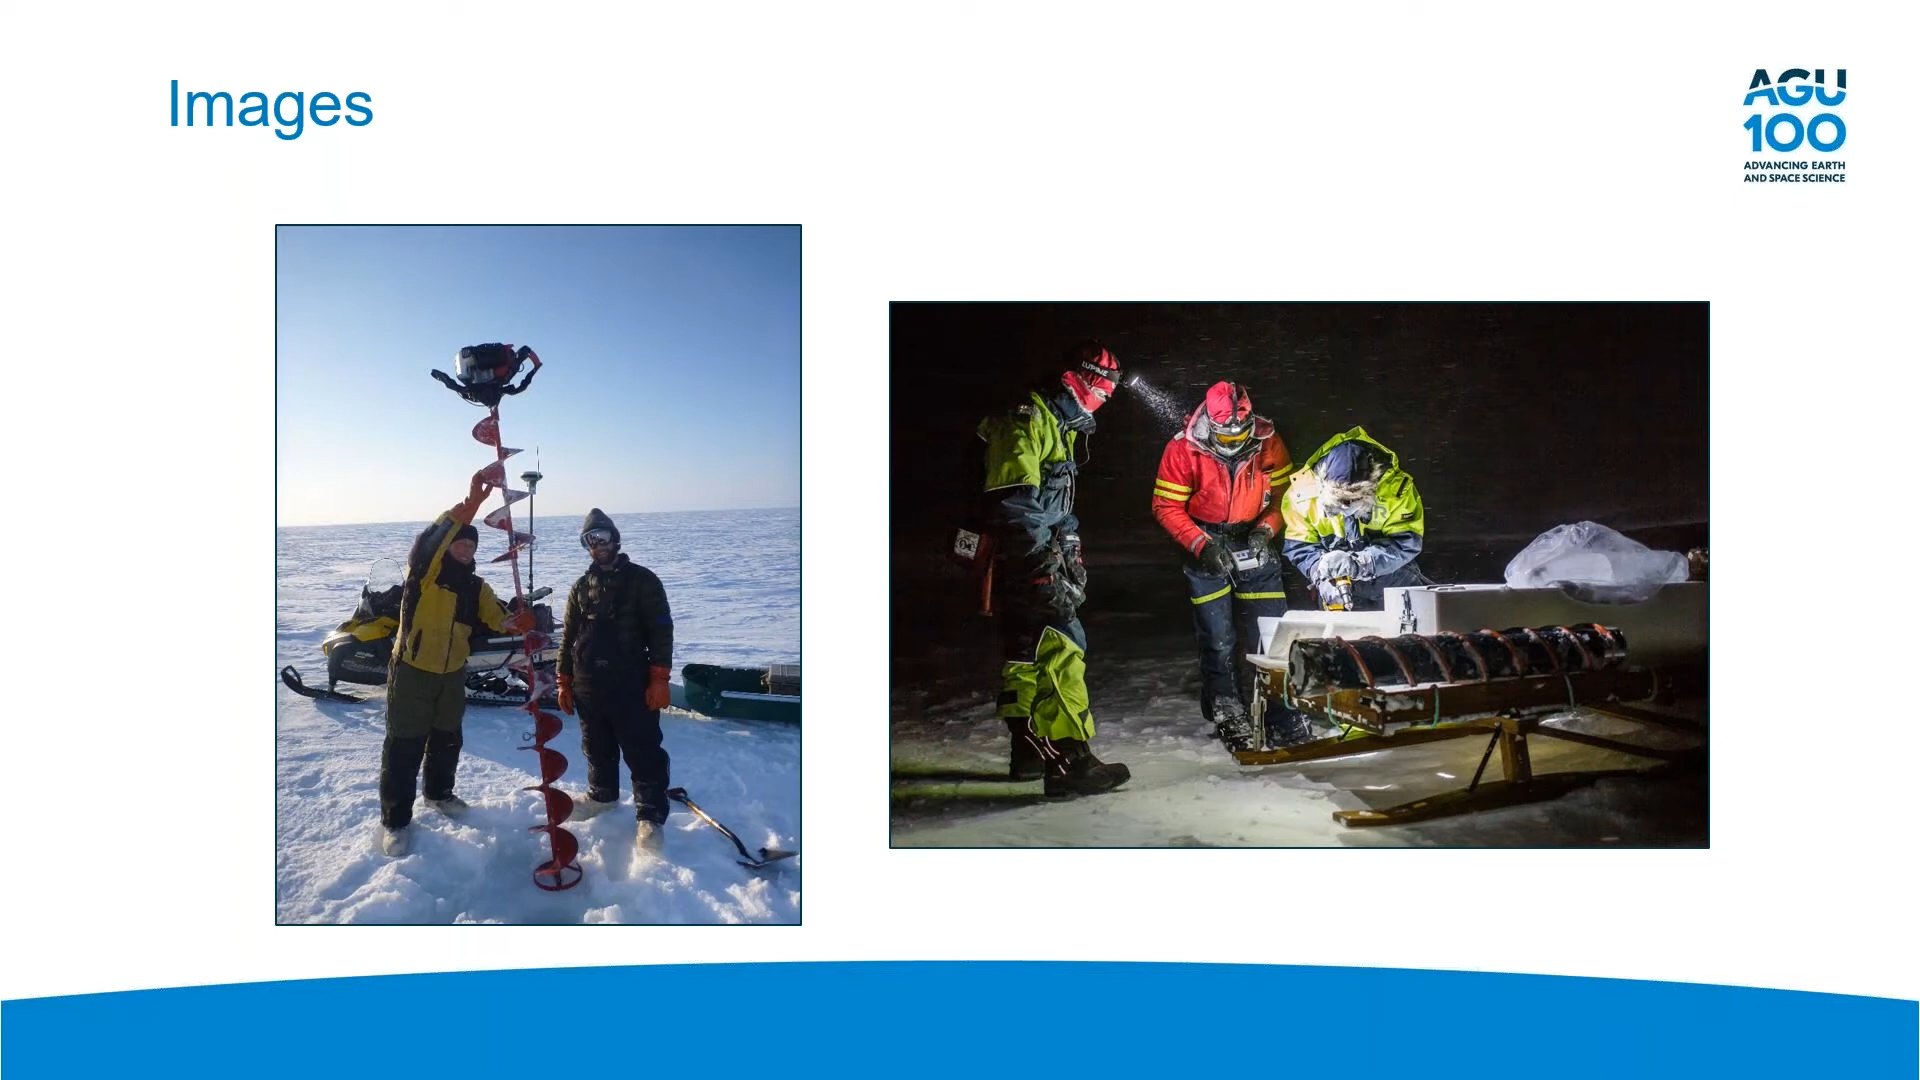 Images
AGU
100
ADVANCING EARTH
AND SPACE SCIENCE
LUPINE